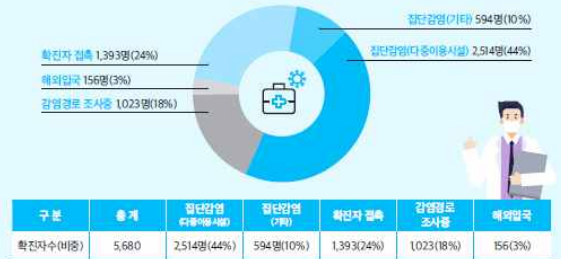 집단감염(기타) 594명(10%)
집단감염(다중이용시설) 2,514명(44%)
확진자 접촉 1,393명(24%)
해외입국 156명(3%)
감염경로 조사중 1,023명(18%)
구분 총계 집단감염 (다중이용시설) 집단감염 (기타) 확진자 접촉 감염경로 조사중 해외입국
확진자수(비중) 5,680 2,514명(44%) 594명(10%) 1,393(24%) 1,023(18%) 156(3%)